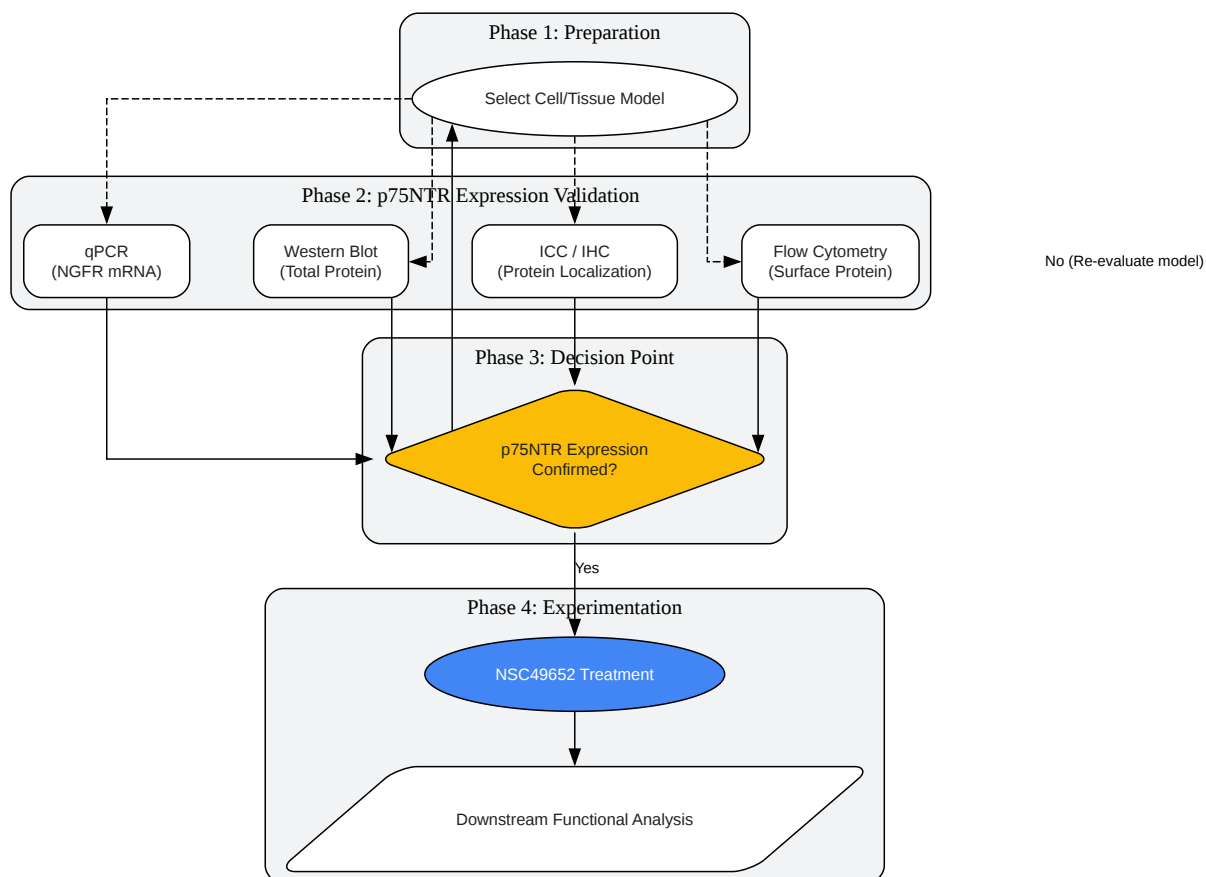 Phase 1: Preparation
Select Cell/Tissue Model
Phase 2: p75NTR Expression Validation
qPCR
(NGFR mRNA)
Western Blot
(Total Protein)
ICC / IHC
(Protein Localization)
Flow Cytometry
(Surface Protein)
No (Re-evaluate model)
Phase 3: Decision Point
p75NTR Expression
Confirmed?
Yes
Phase 4: Experimentation
NSC49652 Treatment
Downstream Functional Analysis